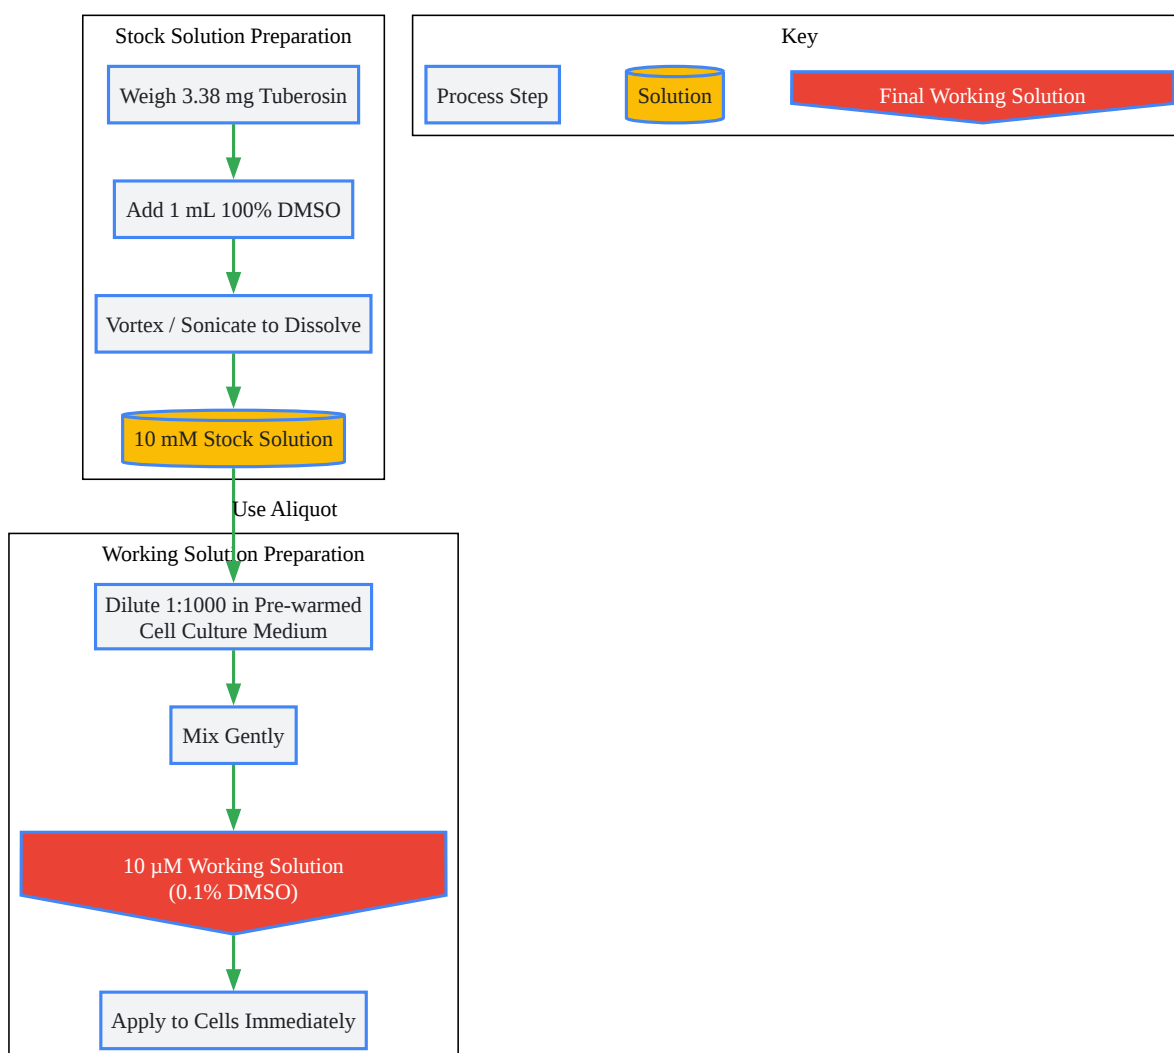 Stock Solution Preparation
Weigh 3.38 mg Tuberosin
Add 1 mL 100% DMSO
Vortex / Sonicate to Dissolve
10 mM Stock Solution
Use Aliquot
Working Solution Preparation
Dilute 1:1000 in Pre-warmed
Cell Culture Medium
Mix Gently
10 µM Working Solution
(0.1% DMSO)
Apply to Cells Immediately
Key
Process Step
Solution
Final Working Solution